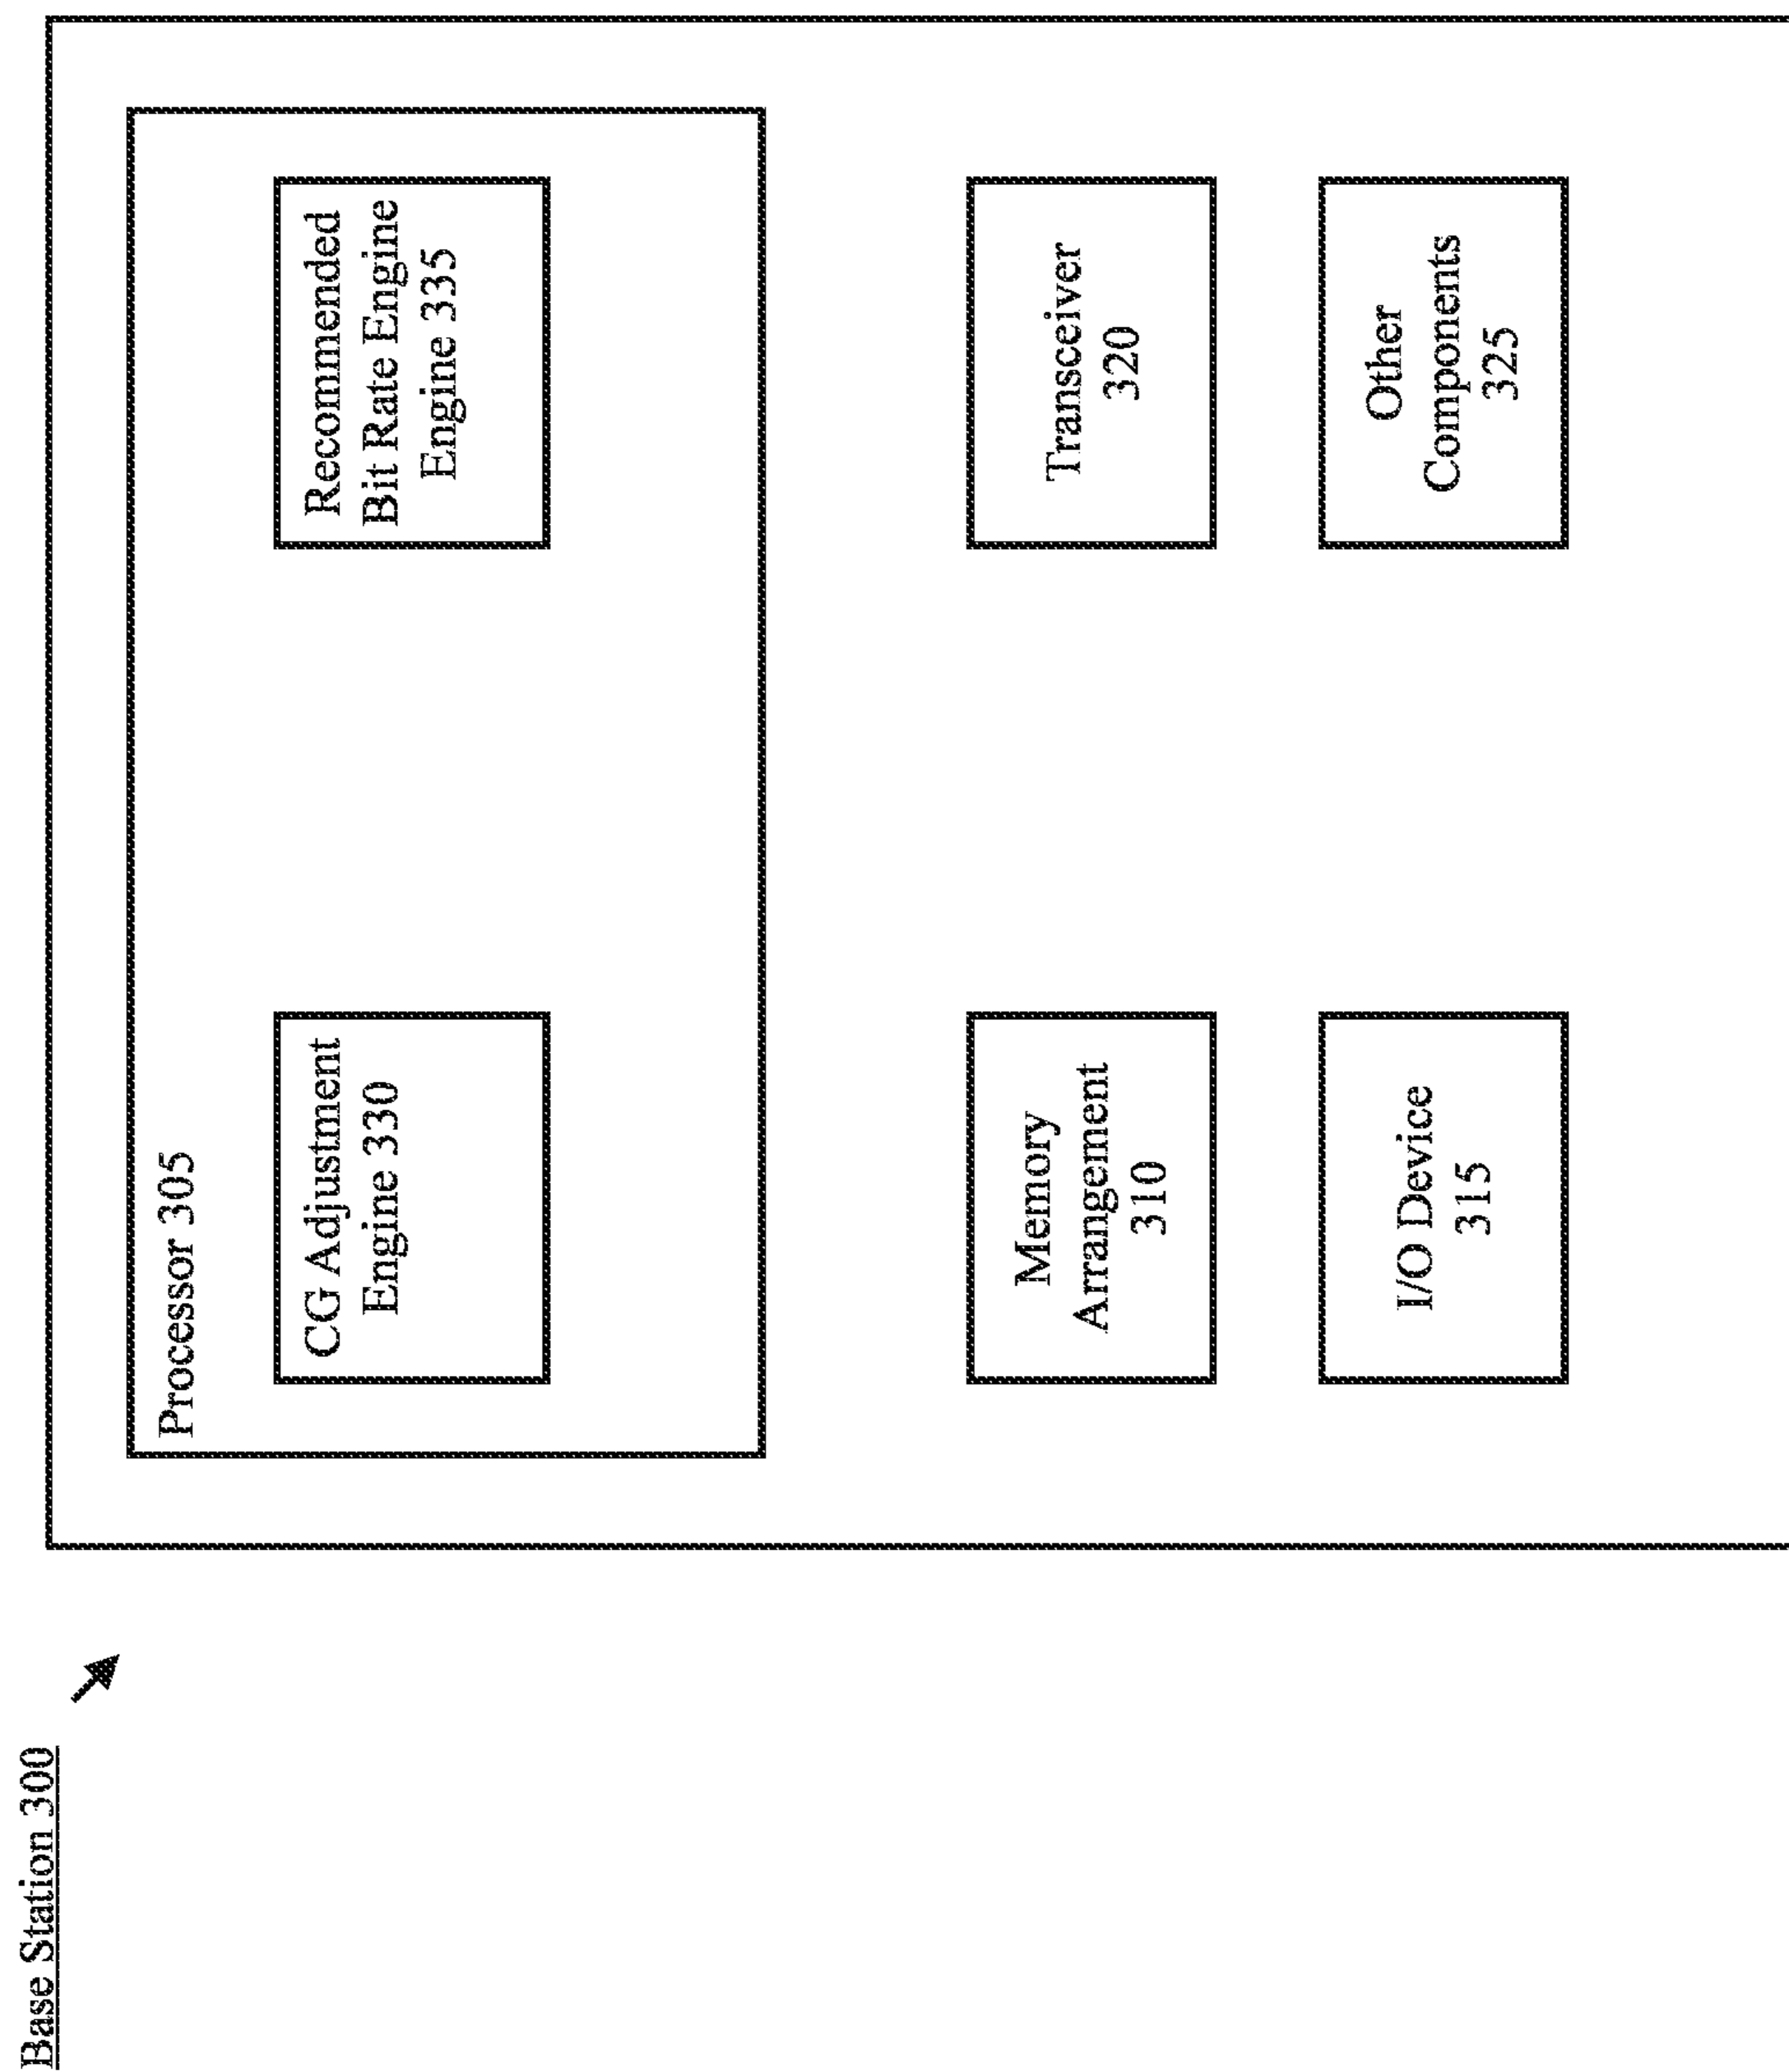 Base Station 300
Processor 305
CG Adjustment
Engine 330
Recommended
Bit Rate Engine
Engine 335
Memory
Arrangement
310
Transceiver
320
I/O Device
315
Other
Components
325